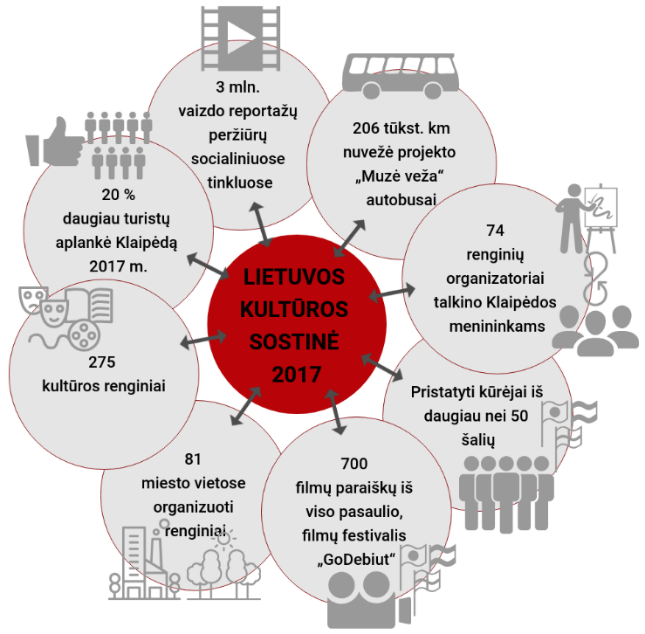 3 mln.
vaizdo reportažų
peržiūrų
socialiniuose
tinkluose
206 tūkst. km
nuvežė projekto
„Muzė veža“
autobusai
74
renginių
organizatoriai
talkino Klaipėdos
menininkams
Pristatyti kūrėjai iš
daugiau nei 50
šalių
700
filmų paraiškų iš
viso pasaulio,
filmų festivalis
„GoDebiut“
81
miesto vietose
organizuoti
renginiai
275
kultūros renginiai
20 %
daugiau turistų
aplankė Klaipėdą
2017 m.
LIETUVOS
KULTŪROS
SOSTINĖ
2017